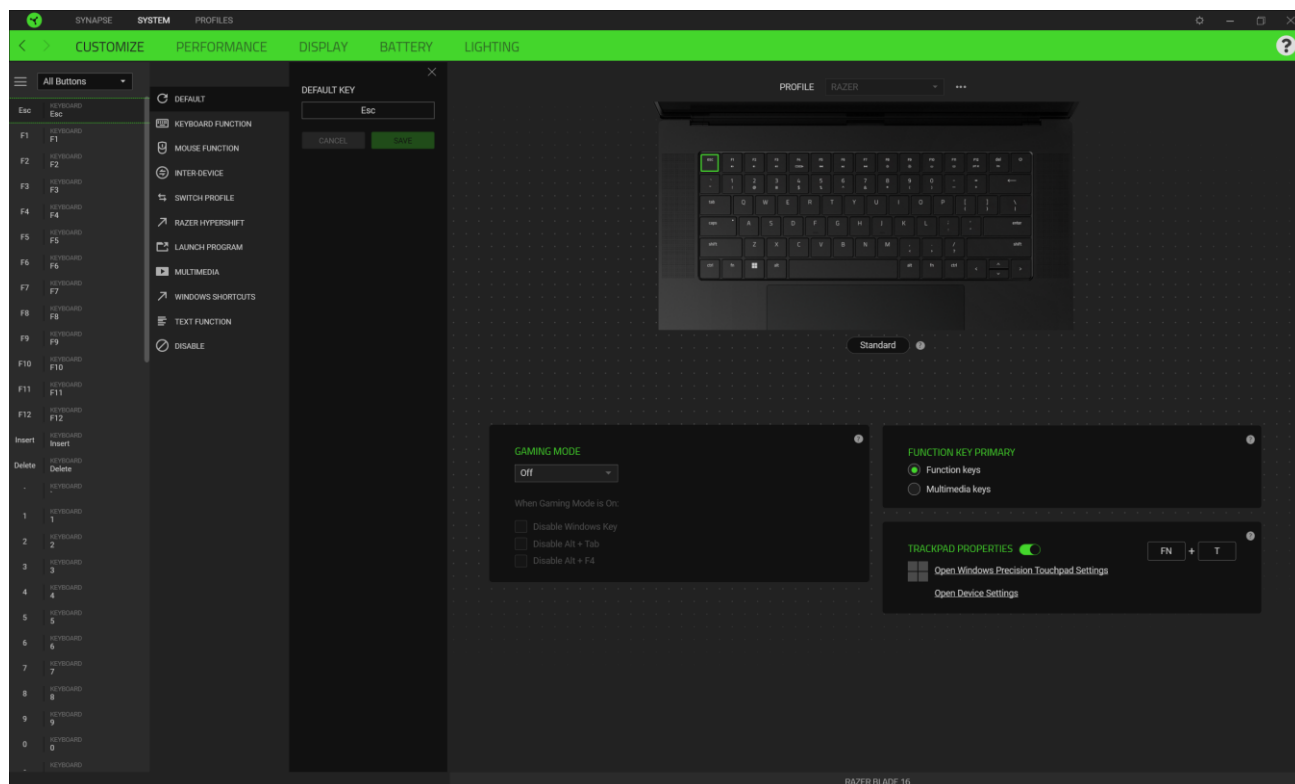 SYNAPSE SYSTEM PROFILES
CUSTOMIZE PERFORMANCE DISPLAY BATTERY LIGHTING
?
All Buttons
Esc KEYBOARD Esc
F1 KEYBOARD F1
F2 KEYBOARD F2
F3 KEYBOARD F3
F4 KEYBOARD F4
F5 KEYBOARD F5
F6 KEYBOARD F6
F7 KEYBOARD F7
F8 KEYBOARD F8
F9 KEYBOARD F9
F10 KEYBOARD F10
F11 KEYBOARD F11
F12 KEYBOARD F12
Insert KEYBOARD Insert
Delete KEYBOARD Delete
` KEYBOARD `
1 KEYBOARD 1
2 KEYBOARD 2
3 KEYBOARD 3
4 KEYBOARD 4
5 KEYBOARD 5
6 KEYBOARD 6
7 KEYBOARD 7
8 KEYBOARD 8
9 KEYBOARD 9
0 KEYBOARD 0
- KEYBOARD
DEFAULT
KEYBOARD FUNCTION
MOUSE FUNCTION
INTER-DEVICE
SWITCH PROFILE
RAZER HYPERSHIFT
LAUNCH PROGRAM
MULTIMEDIA
WINDOWS SHORTCUTS
TEXT FUNCTION
DISABLE
DEFAULT KEY
Esc
CANCEL SAVE
PROFILE RAZER
Q W E R T Y U I O P
A S D F G H J K L
Z X C V B N M
Standard
GAMING MODE
Off
When Gaming Mode is On:
Disable Windows Key
Disable Alt + Tab
Disable Alt + F4
FUNCTION KEY PRIMARY
Function keys
Multimedia keys
TRACKPAD PROPERTIES
FN + T
Open Windows Precision Touchpad Settings
Open Device Settings
RAZER BLADE 16